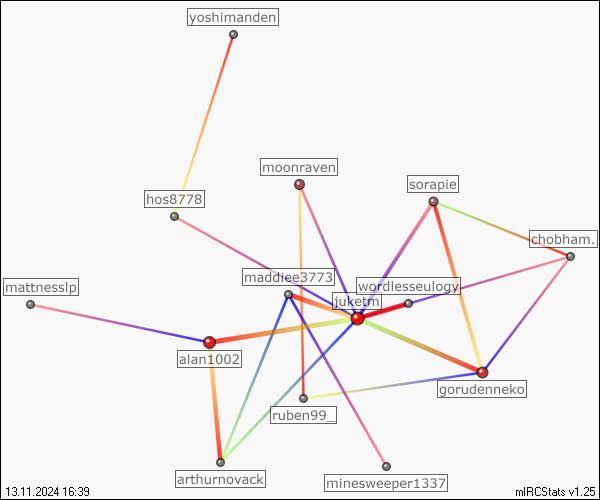 yoshimanden
moonraven
sorapie
hos8778
chobham.
maddiee3773
wordlesseulogy
mattnesslp
juketm
alan1002
gorudenneko
ruben99_
arthurnovack
minesweeper1337
13.11.2024 16:39
mIRCStats v1.25